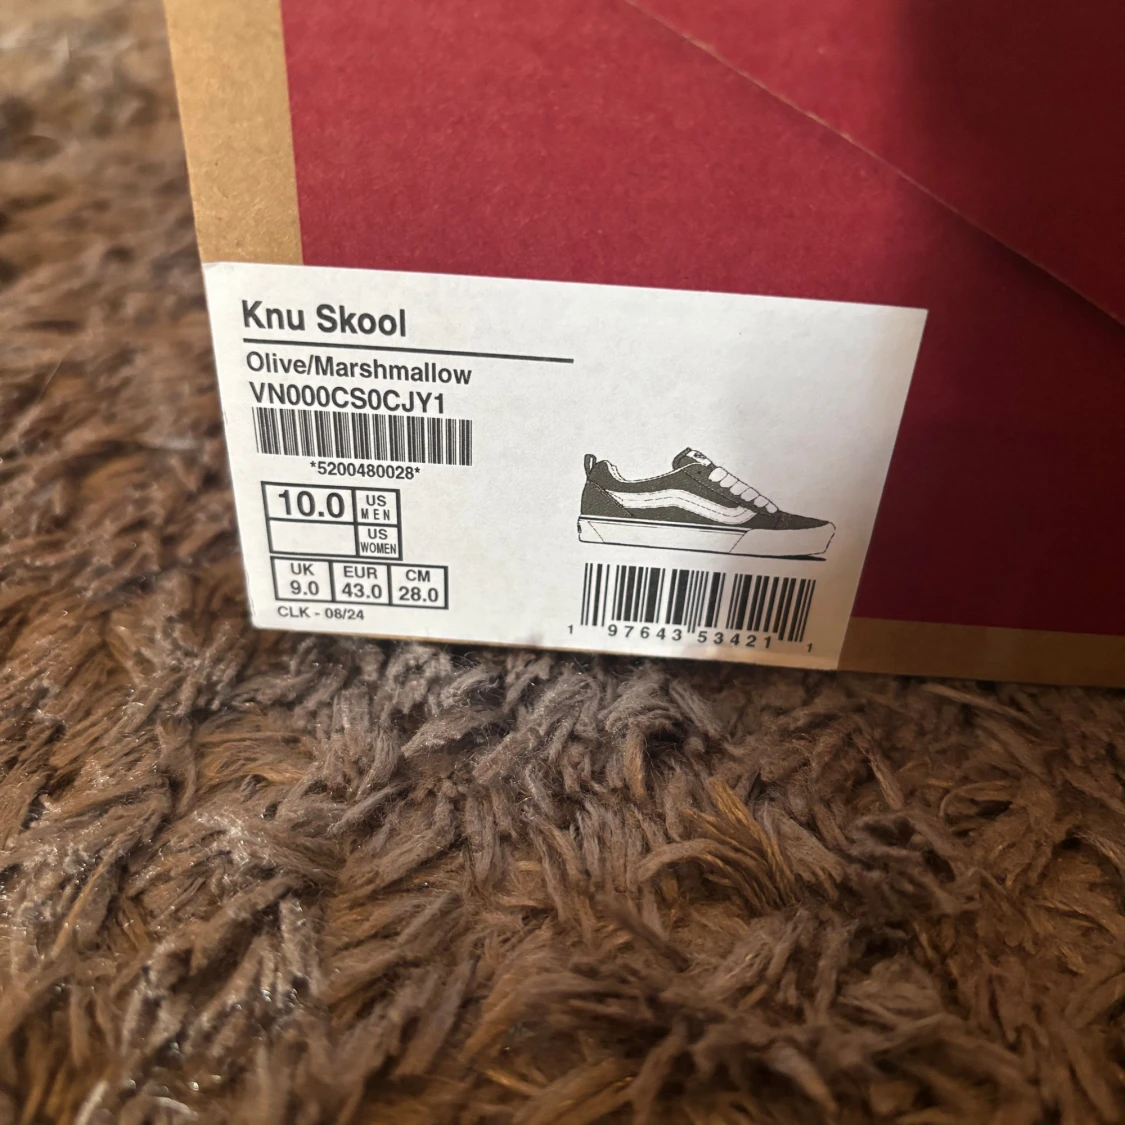 Knu Skool
Olive/Marshmallow
VN000CS0CJY1
*5200480028*
10.0 US MEN
US WOMEN
UK EUR CM
9.0 43.0 28.0
CLK - 08/24
1 97643 53421 1